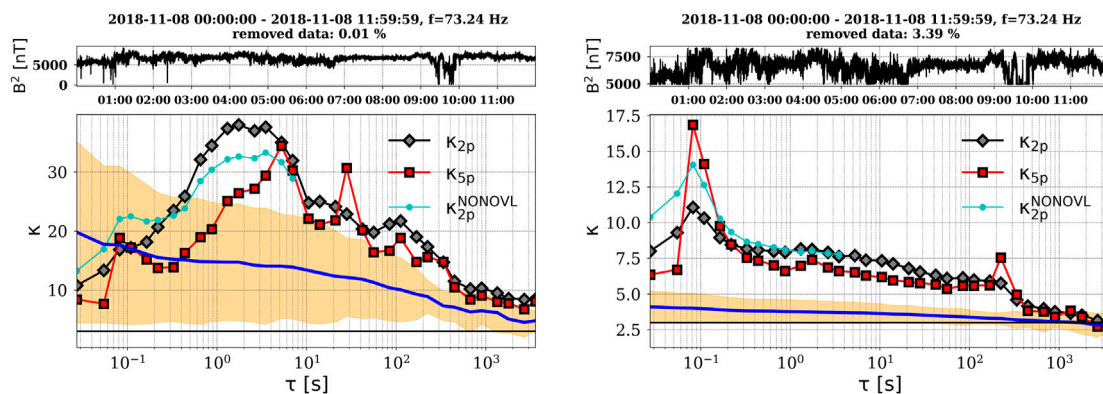 2018-11-08 00:00:00 - 2018-11-08 11:59:59, f=73.24 Hz
removed data: 0.01 %
B² [nT]
5000
0
01:00 02:00 03:00 04:00 05:00 06:00 07:00 08:00 09:00 10:00 11:00
K
30
20
10
κ₂ₚ
κ₅ₚ
κ₂ₚᴺᴼᴺᴼⱽᴸ
10⁻¹ 10⁰ 10¹ 10² 10³
τ [s]
2018-11-08 00:00:00 - 2018-11-08 11:59:59, f=73.24 Hz
removed data: 3.39 %
B² [nT]
7500
5000
01:00 02:00 03:00 04:00 05:00 06:00 07:00 08:00 09:00 10:00 11:00
K
17.5
15.0
12.5
10.0
7.5
5.0
2.5
κ₂ₚ
κ₅ₚ
κ₂ₚᴺᴼᴺᴼⱽᴸ
10⁻¹ 10⁰ 10¹ 10² 10³
τ [s]